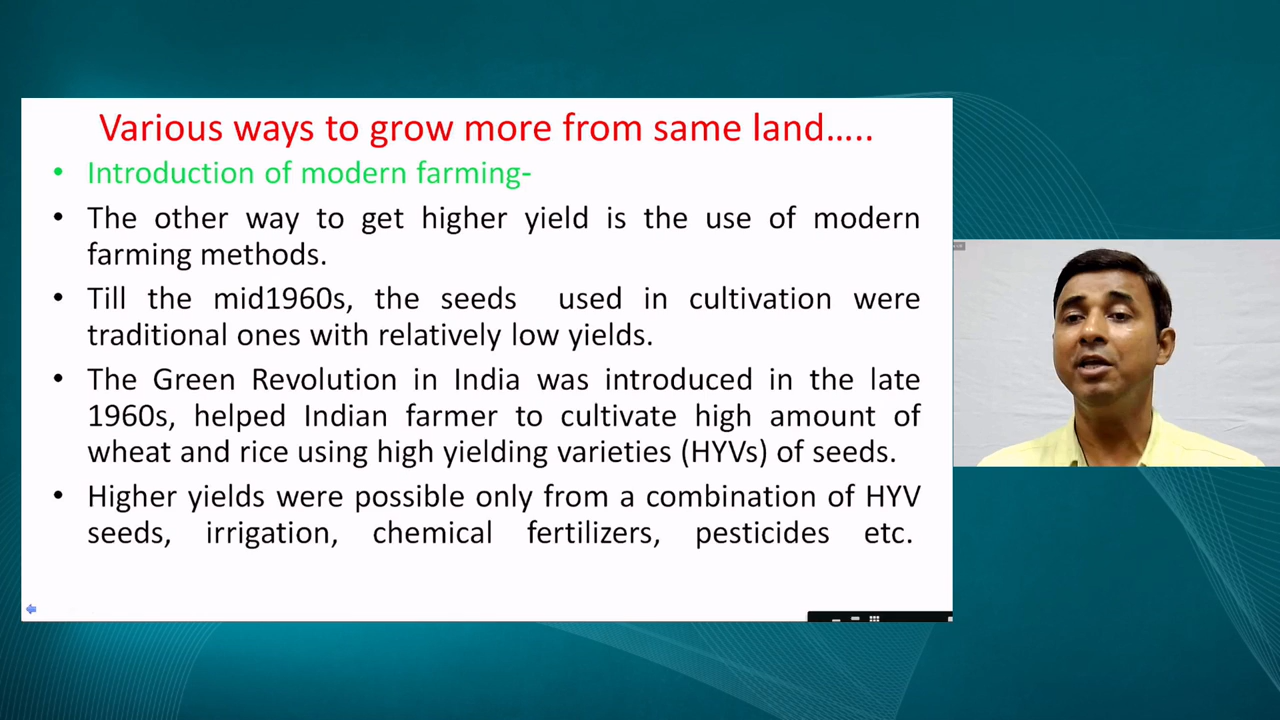 Various ways to grow more from same land…..
• Introduction of modern farming-
• The other way to get higher yield is the use of modern
farming methods.
• Till the mid1960s, the seeds used in cultivation were
traditional ones with relatively low yields.
• The Green Revolution in India was introduced in the late
1960s, helped Indian farmer to cultivate high amount of
wheat and rice using high yielding varieties (HYVs) of seeds.
• Higher yields were possible only from a combination of HYV
seeds, irrigation, chemical fertilizers, pesticides etc.